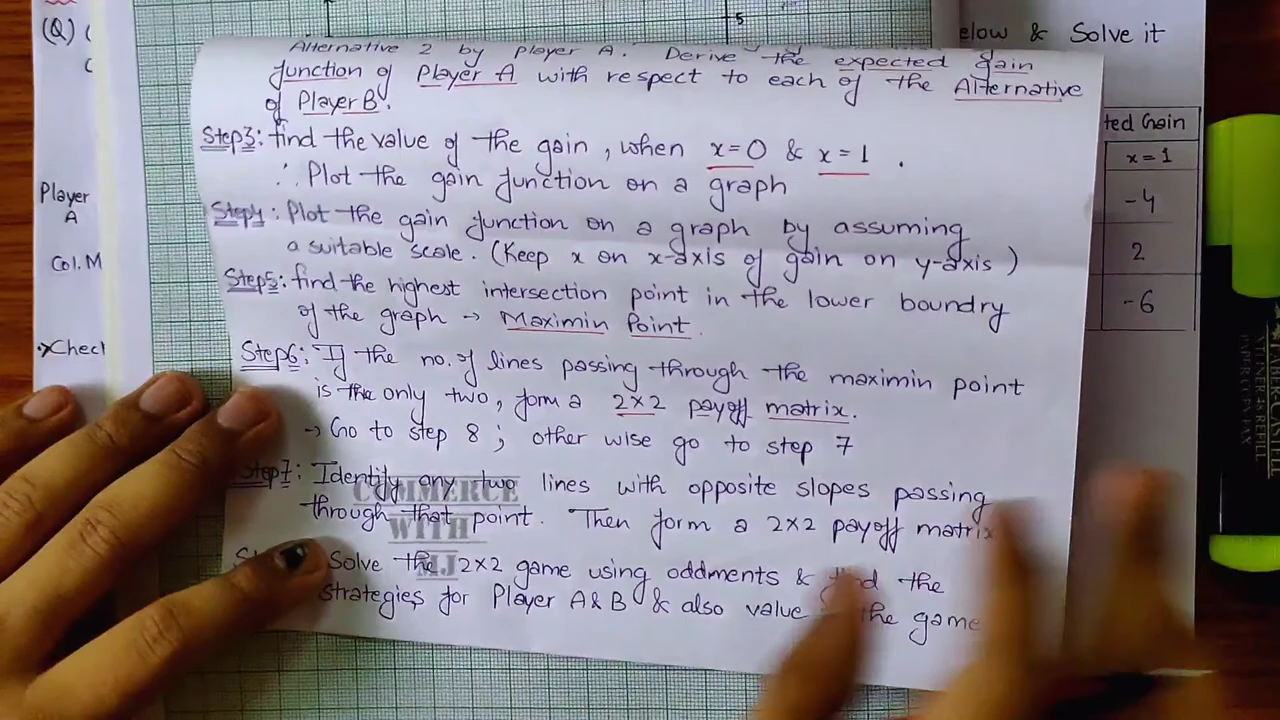 (Q)
5
elow & Solve it
Alternative 2 by player A. Derive the expected gain
function of Player A with respect to each of the Alternative
of Player B.
Step3: find the value of the gain, when x=0 & x=1.
∴ Plot the gain function on a graph
Step4: Plot the gain function on a graph by assuming
a suitable scale. (Keep x on x-axis of gain on y-axis)
Step5: find the highest intersection point in the lower boundry
of the graph → Maximin Point.
Step6: If the no. of lines passing through the maximin point
is the only two, form a 2×2 payoff matrix.
→ Go to step 8; other wise go to step 7
Step7: Identify any two lines with opposite slopes passing
through that point. Then form a 2×2 payoff matrix
Solve the 2×2 game using oddments & find the
strategies for Player A&B & also value the game
Player
A
Col.M
*Check
ted Gain
x=1
-4
2
-6
COMMERCE
WITH
MJ